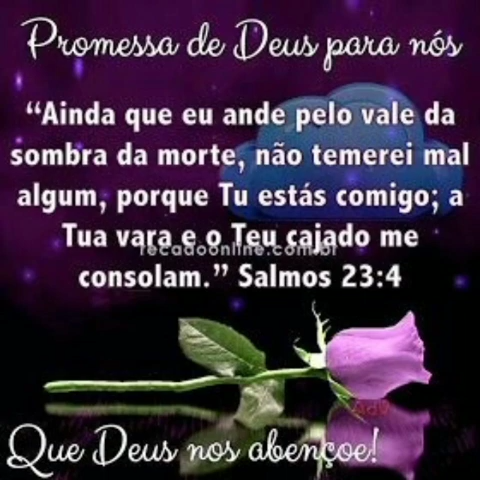 Promessa de Deus para nós
“Ainda que eu ande pelo vale da
sombra da morte, não temerei mal
algum, porque Tu estás comigo; a
Tua vara e o Teu cajado me
recadoonline.com.br
consolam.” Salmos 23:4
Adv
Que Deus nos abençoe!